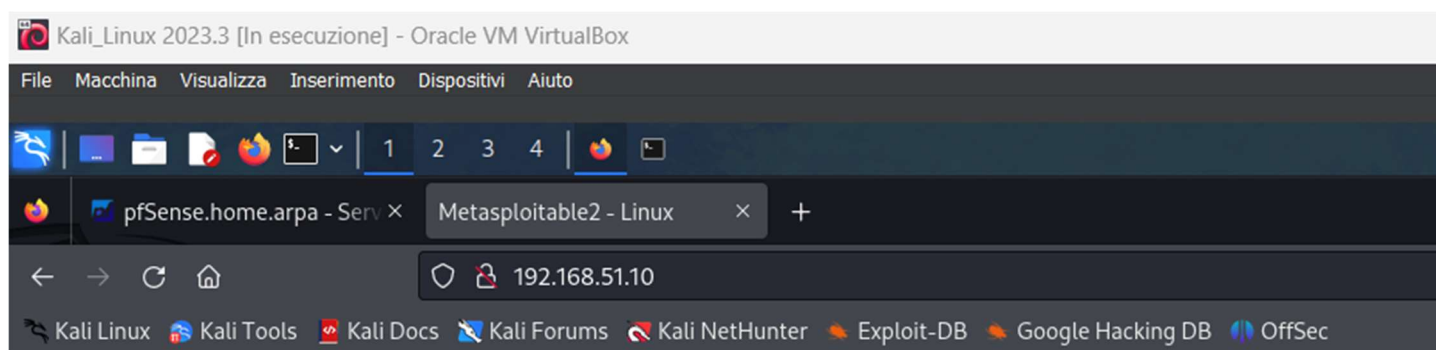 Kali_Linux 2023.3 [In esecuzione] - Oracle VM VirtualBox
File Macchina Visualizza Inserimento Dispositivi Aiuto
1 2 3 4
pfSense.home.arpa - Serv Metasploitable2 - Linux
192.168.51.10
Kali Linux Kali Tools Kali Docs Kali Forums Kali NetHunter Exploit-DB Google Hacking DB OffSec